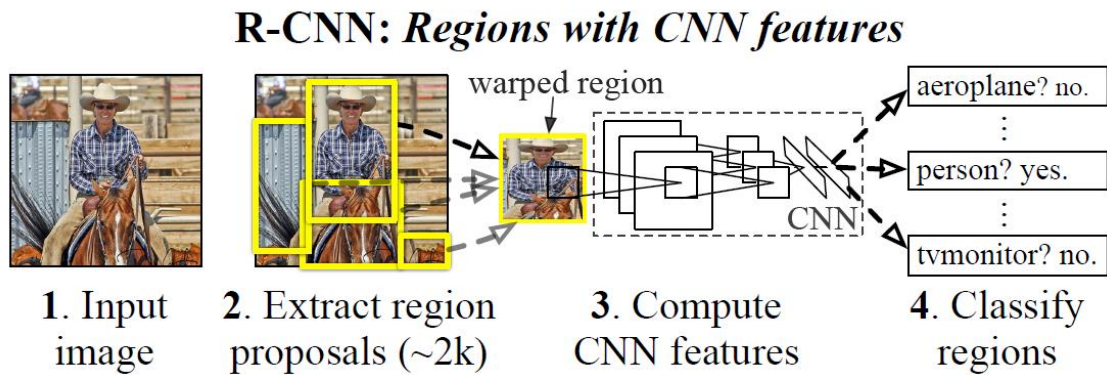 R-CNN: Regions with CNN features
warped region
aeroplane? no.
person? yes.
tvmonitor? no.
CNN
1. Input
image
2. Extract region
proposals (~2k)
3. Compute
CNN features
4. Classify
regions